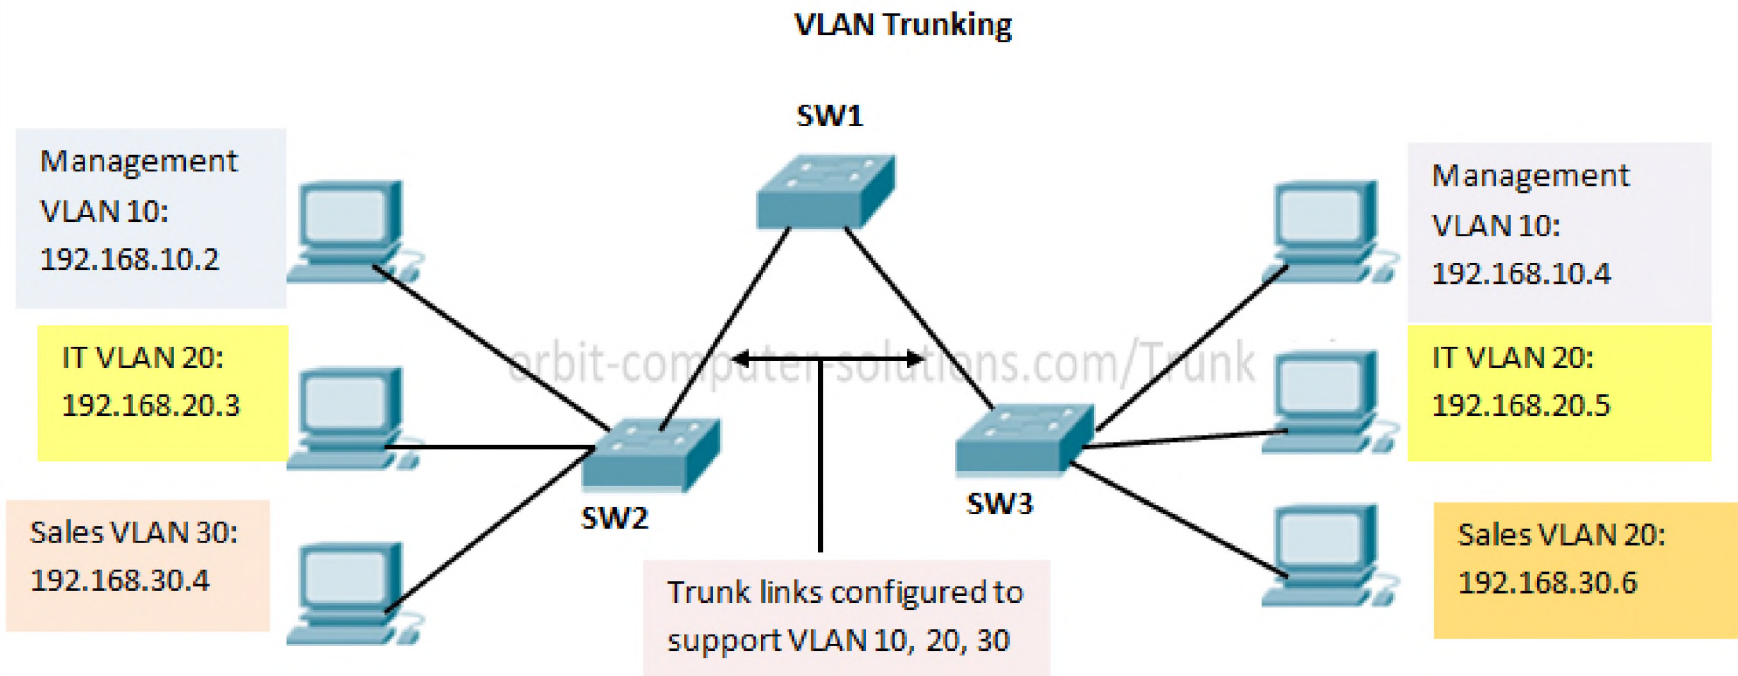 VLAN Trunking
SW1
Management
VLAN 10:
192.168.10.2
IT VLAN 20:
192.168.20.3
Sales VLAN 30:
192.168.30.4
SW2
orbit-computer-solutions.com/Trunk
Trunk links configured to
support VLAN 10, 20, 30
SW3
Management
VLAN 10:
192.168.10.4
IT VLAN 20:
192.168.20.5
Sales VLAN 20:
192.168.30.6